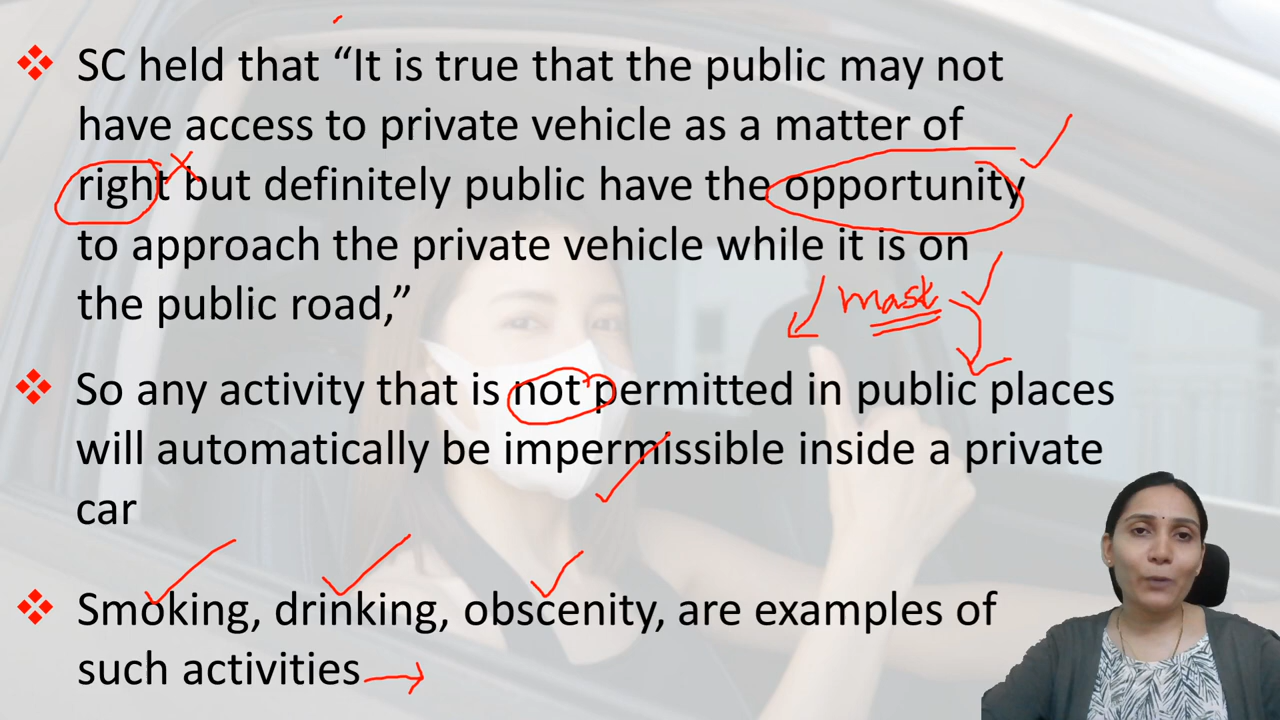 SC held that “It is true that the public may not
have access to private vehicle as a matter of
right but definitely public have the opportunity
to approach the private vehicle while it is on
the public road,”
mask
So any activity that is not permitted in public places
will automatically be impermissible inside a private
car
Smoking, drinking, obscenity, are examples of
such activities